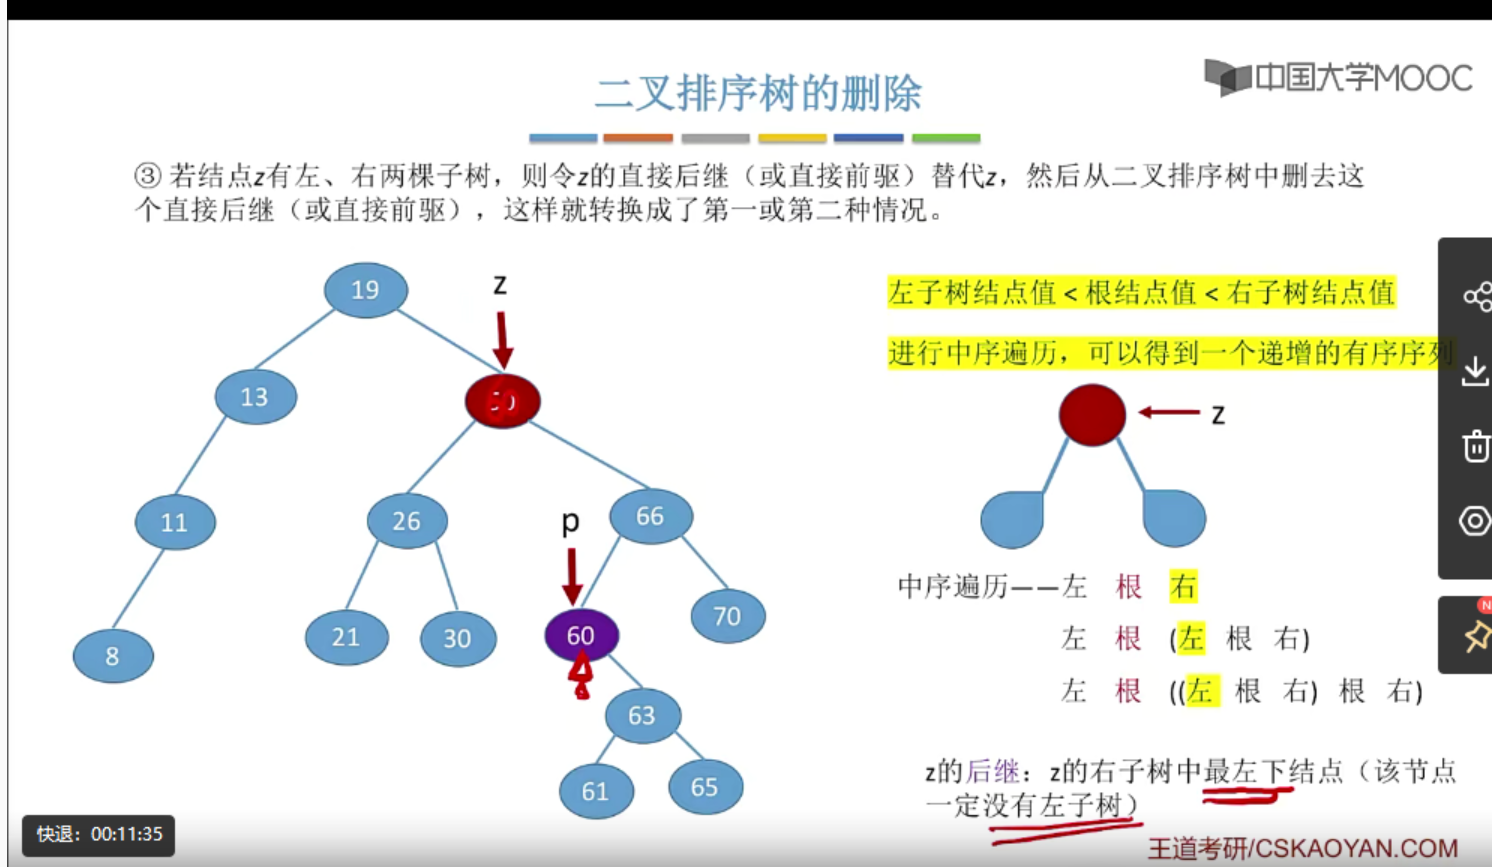 中国大学MOOC
二叉排序树的删除
③ 若结点z有左、右两棵子树，则令z的直接后继（或直接前驱）替代z，然后从二叉排序树中删去这
个直接后继（或直接前驱），这样就转换成了第一或第二种情况。
左子树结点值 < 根结点值 < 右子树结点值
进行中序遍历，可以得到一个递增的有序序列
19
z
13
z
11
26
p
66
8
21
30
60
70
63
61
65
中序遍历——左 根 右
左 根 (左 根 右)
左 根 ((左 根 右) 根 右)
z的后继：z的右子树中最左下结点（该节点
一定没有左子树）
快退：00:11:35
王道考研/CSKAOYAN.COM
N